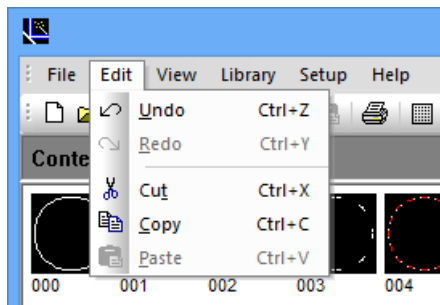 File Edit View Library Setup Help
Undo Ctrl+Z
Redo Ctrl+Y
Conte
Cut Ctrl+X
Copy Ctrl+C
Paste Ctrl+V
000 001 002 003 004